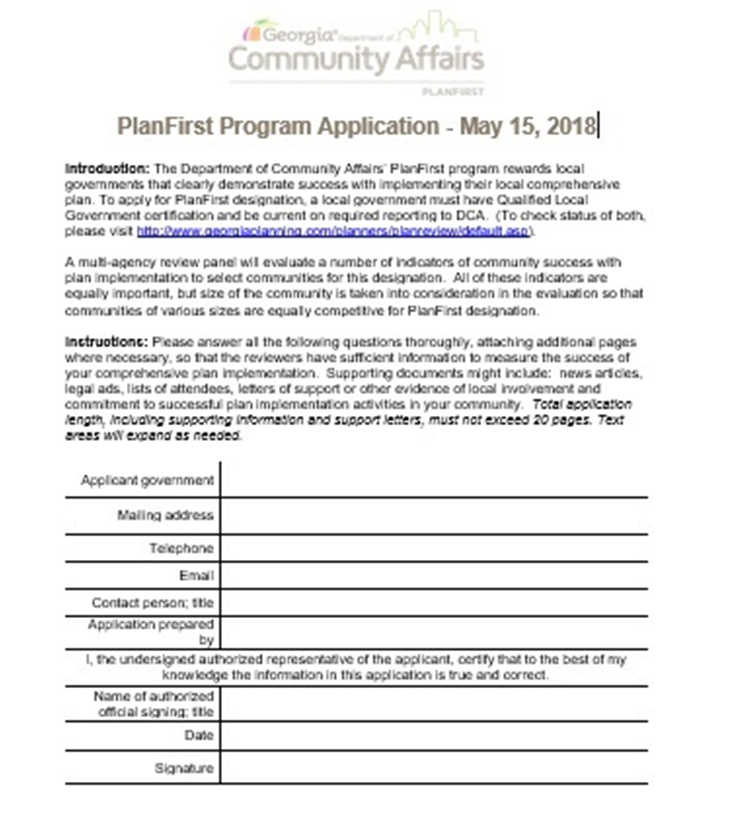 Georgia® Department of
Community Affairs
PLANFIRST
PlanFirst Program Application - May 15, 2018
Introduction: The Department of Community Affairs' PlanFirst program rewards local
governments that clearly demonstrate success with implementing their local comprehensive
plan. To apply for PlanFirst designation, a local government must have Qualified Local
Government certification and be current on required reporting to DCA. (To check status of both,
please visit http://www.georgiaplanning.com/planners/planreview/default.asp).
A multi-agency review panel will evaluate a number of indicators of community success with
plan implementation to select communities for this designation. All of these indicators are
equally important, but size of the community is taken into consideration in the evaluation so that
communities of various sizes are equally competitive for PlanFirst designation.
Instructions: Please answer all the following questions thoroughly, attaching additional pages
where necessary, so that the reviewers have sufficient information to measure the success of
your comprehensive plan implementation. Supporting documents might include: news articles,
legal ads, lists of attendees, letters of support or other evidence of local involvement and
commitment to successful plan implementation activities in your community. Total application
length, including supporting information and support letters, must not exceed 20 pages. Text
areas will expand as needed.
Applicant government
Mailing address
Telephone
Email
Contact person; title
Application prepared
by
I, the undersigned authorized representative of the applicant, certify that to the best of my
knowledge the information in this application is true and correct.
Name of authorized
official signing; title
Date
Signature